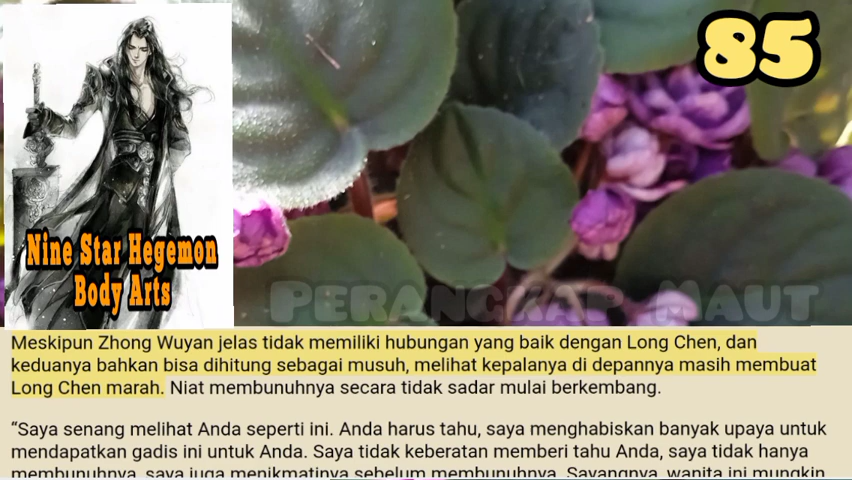 85
Nine Star Hegemon
Body Arts
PERANGKAP MAUT
Meskipun Zhong Wuyan jelas tidak memiliki hubungan yang baik dengan Long Chen, dan
keduanya bahkan bisa dihitung sebagai musuh, melihat kepalanya di depannya masih membuat
Long Chen marah. Niat membunuhnya secara tidak sadar mulai berkembang.
“Saya senang melihat Anda seperti ini. Anda harus tahu, saya menghabiskan banyak upaya untuk
mendapatkan gadis ini untuk Anda. Saya tidak keberatan memberi tahu Anda, saya tidak hanya
membunuhnya, saya juga menikmatinya sebelum membunuhnya. Sayangnya, wanita ini mungkin